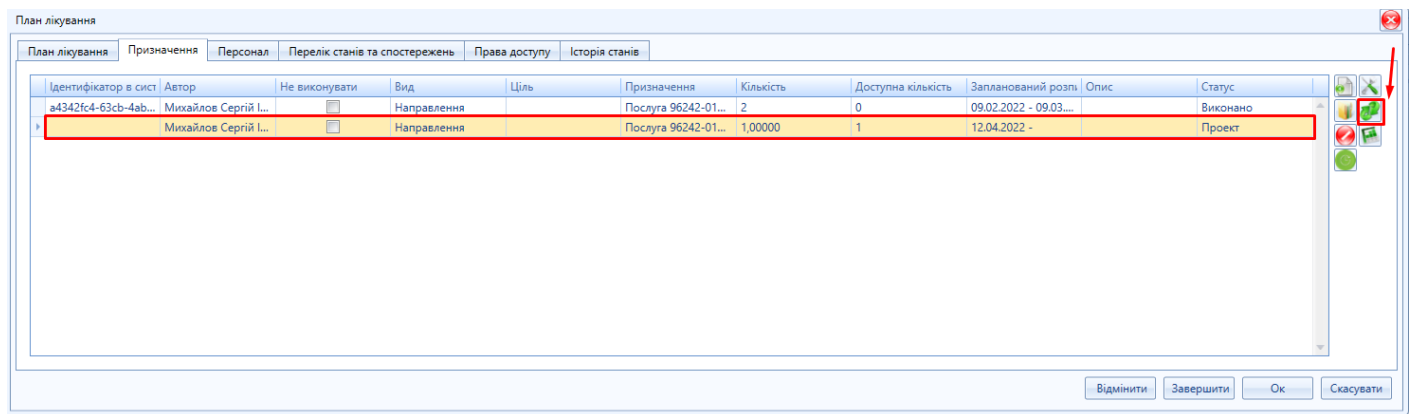 План лікування
План лікування Призначення Персонал Перелік станів та спостережень Права доступу Історія станів
Ідентифікатор в сист Автор Не виконувати Вид Ціль Призначення Кількість Доступна кількість Запланований розпи Опис Статус
a4342fc4-63cb-4ab... Михайлов Сергій І... Направлення Послуга 96242-01... 2 0 09.02.2022 - 09.03.... Виконано
Михайлов Сергій І... Направлення Послуга 96242-01... 1,00000 1 12.04.2022 - Проект
Відмінити Завершити Ок Скасувати